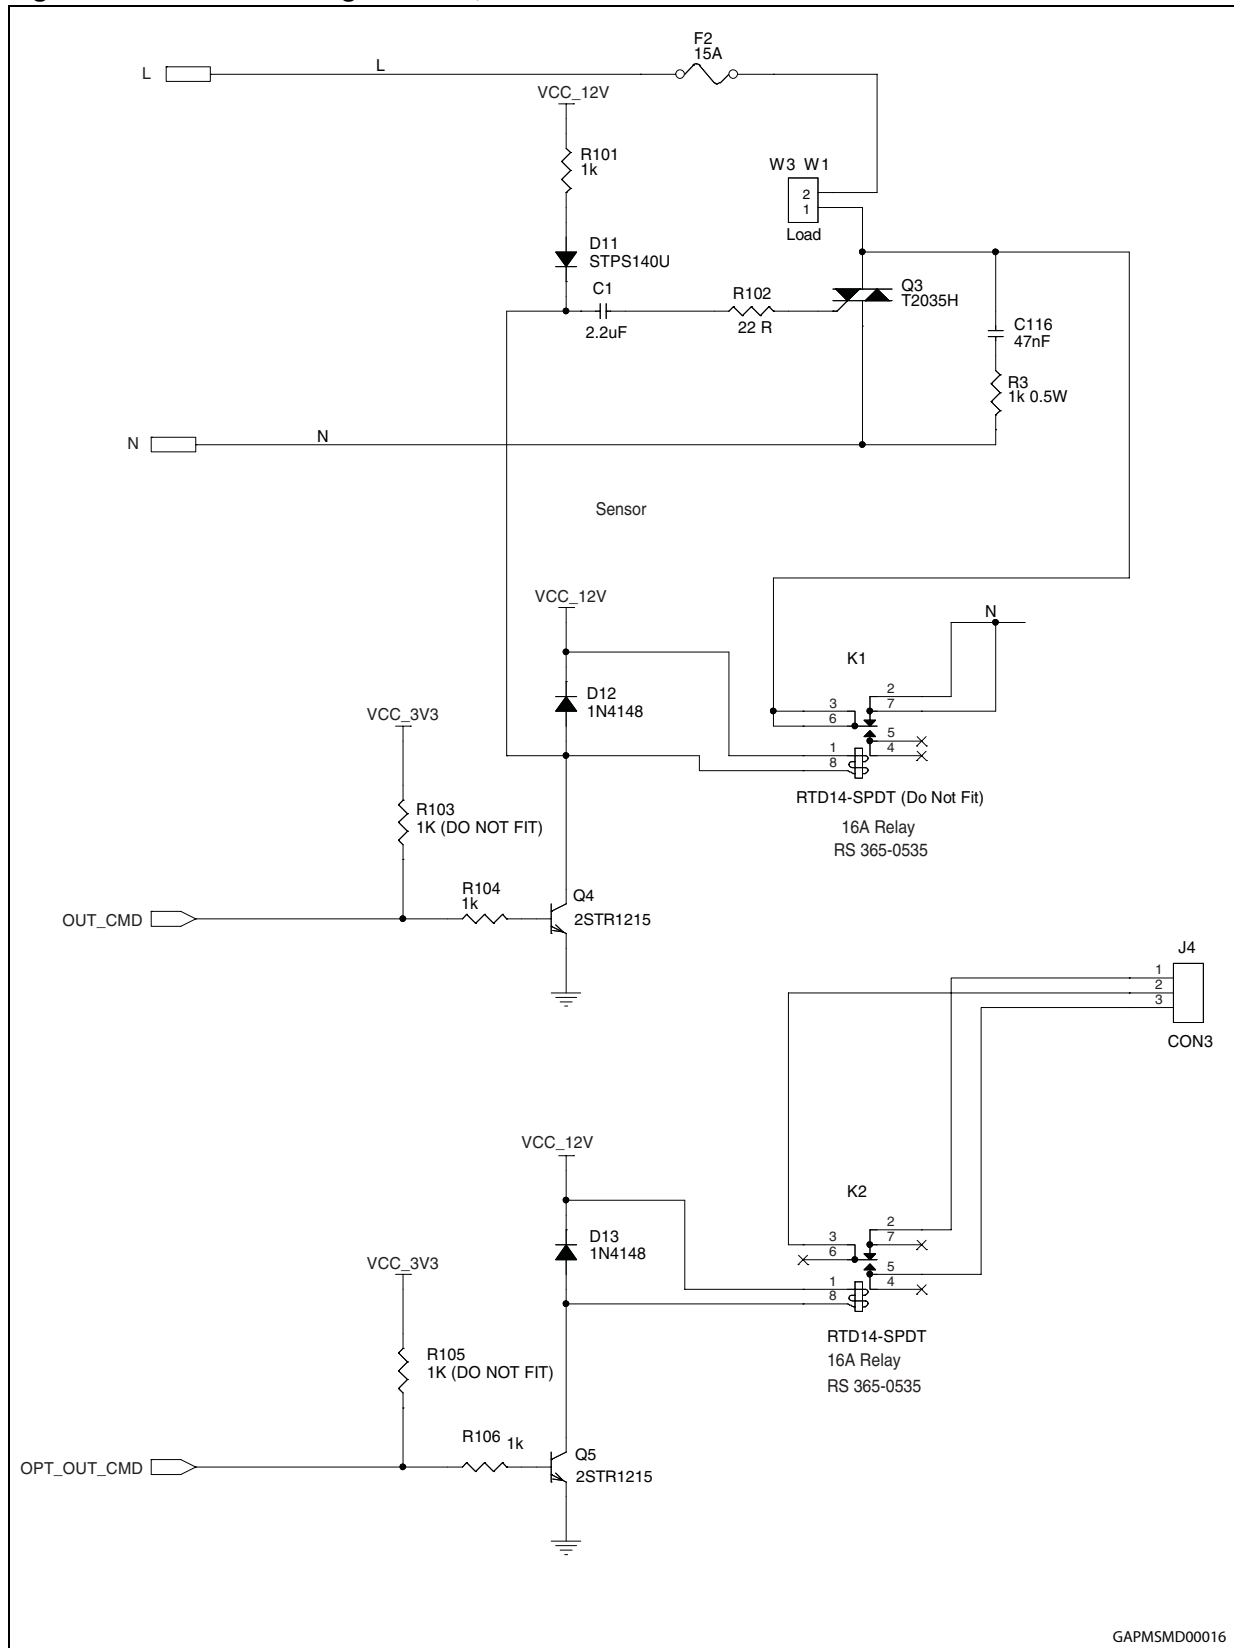 F2
15A
L
L
VCC_12V
R101
1k
W3 W1
2
1
Load
D11
STPS140U
C1
2.2uF
R102
22 R
Q3
T2035H
C116
47nF
R3
1k 0.5W
N
N
Sensor
VCC_12V
N
K1
D12
1N4148
2
3
7
6
5
1
4
8
VCC_3V3
RTD14-SPDT (Do Not Fit)
16A Relay
RS 365-0535
R103
1K (DO NOT FIT)
R104
1k
Q4
2STR1215
OUT_CMD
J4
1
2
3
CON3
VCC_12V
K2
D13
1N4148
2
3
7
6
5
1
4
8
VCC_3V3
RTD14-SPDT
16A Relay
RS 365-0535
R105
1K (DO NOT FIT)
R106 1k
Q5
2STR1215
OPT_OUT_CMD
GAPMSMD00016